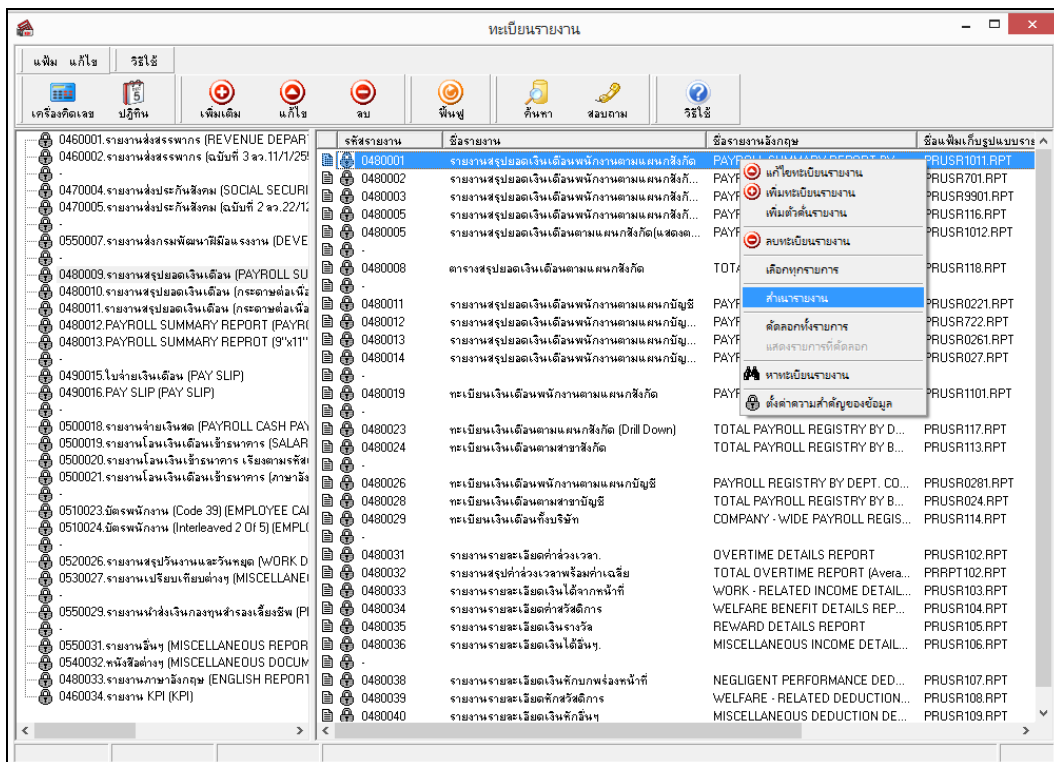 ทะเบียนรายงาน
แฟ้ม แก้ไข วิธีใช้
เครื่องคิดเลข ปฏิทิน เพิ่มเติม แก้ไข ลบ ฟื้นฟู ค้นหา สอบถาม วิธีใช้
0460001.รายงานส่งสรรพากร (REVENUE DEPAR
0460002.รายงานส่งสรรพากร (ฉบับที่ 3 ลว.11/1/25
-
0470004.รายงานส่งประกันสังคม (SOCIAL SECURI
0470005.รายงานส่งประกันสังคม (ฉบับที่ 2 ลว.22/12
-
0550007.รายงานส่งกรมพัฒนาฝีมือแรงงาน (DEVE
-
0480009.รายงานสรุปยอดเงินเดือน (PAYROLL SU
0480010.รายงานสรุปยอดเงินเดือน (กระดาษต่อเนื่อ
0480011.รายงานสรุปยอดเงินเดือน (กระดาษต่อเนื่อ
0480012.PAYROLL SUMMARY REPORT (PAYR
0480013.PAYROLL SUMMARY REPROT (9"x11"
-
0490015.ใบจ่ายเงินเดือน (PAY SLIP)
0490016.PAY SLIP (PAY SLIP)
-
0500018.รายงานจ่ายเงินสด (PAYROLL CASH PAY
0500019.รายงานโอนเงินเดือนเข้าธนาคาร (SALAR
0500020.รายงานโอนเงินเข้าธนาคาร เรียงตามรหัส
0500021.รายงานโอนเงินเดือนเข้าธนาคาร (ภาษาอัง
-
0510023.บัตรพนักงาน (Code 39) (EMPLOYEE CA
0510024.บัตรพนักงาน (Interleaved 2 Of 5) (EMPL
-
0520026.รายงานสรุปวันงานและวันหยุด (WORK D
0530027.รายงานเปรียบเทียบต่างๆ (MISCELLANE
-
0550029.รายงานนำส่งเงินกองทุนสำรองเลี้ยงชีพ (P
-
0550031.รายงานอื่นๆ (MISCELLANEOUS REPOR
0540032.หนังสือต่างๆ (MISCELLANEOUS DOCUM
0480033.รายงานภาษาอังกฤษ (ENGLISH REPORT
0460034.รายงาน KPI (KPI)
รหัสรายงาน ชื่อรายงาน ชื่อรายงานอังกฤษ ชื่อแฟ้มเก็บรูปแบบราย
0480001 รายงานสรุปยอดเงินเดือนพนักงานตามแผนกสังกัด PAYROLL SUMMARY REPORT BY PRUSR1011.RPT
0480002 รายงานสรุปยอดเงินเดือนพนักงานตามแผนกสังกั... PAYF PRUSR701.RPT
0480003 รายงานสรุปยอดเงินเดือนพนักงานตามแผนกสังกั... PAYF PRUSR9901.RPT
0480005 รายงานสรุปยอดเงินเดือนพนักงานตามแผนกสังกั... PAYF PRUSR116.RPT
0480005 รายงานสรุปยอดเงินเดือนตามแผนกสังกัด(แสดงต... PAYF PRUSR1012.RPT
-
0480008 ตารางสรุปยอดเงินเดือนตามแผนกสังกัด TOTA PRUSR118.RPT
-
0480011 รายงานสรุปยอดเงินเดือนพนักงานตามแผนกบัญชี PAYF PRUSR0221.RPT
0480012 รายงานสรุปยอดเงินเดือนพนักงานตามแผนกบัญ... PAYF PRUSR722.RPT
0480013 รายงานสรุปยอดเงินเดือนพนักงานตามแผนกบัญ... PAYF PRUSR0261.RPT
0480014 รายงานสรุปยอดเงินเดือนพนักงานตามแผนกบัญ... PAYF PRUSR027.RPT
-
0480019 ทะเบียนเงินเดือนพนักงานตามแผนกสังกัด PAYF PRUSR1101.RPT
-
0480023 ทะเบียนเงินเดือนตามแผนกสังกัด (Drill Down) TOTAL PAYROLL REGISTRY BY D... PRUSR117.RPT
0480024 ทะเบียนเงินเดือนตามสาขาสังกัด TOTAL PAYROLL REGISTRY BY B... PRUSR113.RPT
-
0480026 ทะเบียนเงินเดือนพนักงานตามแผนกบัญชี PAYROLL REGISTRY BY DEPT. CO... PRUSR0281.RPT
0480028 ทะเบียนเงินเดือนตามสาขาบัญชี TOTAL PAYROLL REGISTRY BY B... PRUSR024.RPT
0480029 ทะเบียนเงินเดือนทั้งบริษัท COMPANY - WIDE PAYROLL REGIS... PRUSR114.RPT
-
0480031 รายงานรายละเอียดค่าล่วงเวลา. OVERTIME DETAILS REPORT PRUSR102.RPT
0480032 รายงานสรุปค่าล่วงเวลาพร้อมค่าเฉลี่ย TOTAL OVERTIME REPORT (Avera... PRRPT102.RPT
0480033 รายงานรายละเอียดเงินได้จากหน้าที่ WORK - RELATED INCOME DETAIL... PRUSR103.RPT
0480034 รายงานรายละเอียดค่าสวัสดิการ WELFARE BENEFIT DETAILS REP... PRUSR104.RPT
0480035 รายงานรายละเอียดเงินรางวัล REWARD DETAILS REPORT PRUSR105.RPT
0480036 รายงานรายละเอียดเงินได้อื่นๆ. MISCELLANEOUS INCOME DETAIL... PRUSR106.RPT
-
0480038 รายงานรายละเอียดเงินหักบกพร่องหน้าที่ NEGLIGENT PERFORMANCE DED... PRUSR107.RPT
0480039 รายงานรายละเอียดหักสวัสดิการ WELFARE - RELATED DEDUCTION... PRUSR108.RPT
0480040 รายงานรายละเอียดเงินหักอื่นๆ MISCELLANEOUS DEDUCTION DE... PRUSR109.RPT
แก้ไขทะเบียนรายงาน
เพิ่มทะเบียนรายงาน
เพิ่มตัวคั่นรายงาน
ลบทะเบียนรายงาน
เลือกทุกรายการ
สำเนารายงาน
คัดลอกทั้งรายการ
แสดงรายการที่คัดลอก
หาทะเบียนรายงาน
ตั้งค่าความสำคัญของข้อมูล